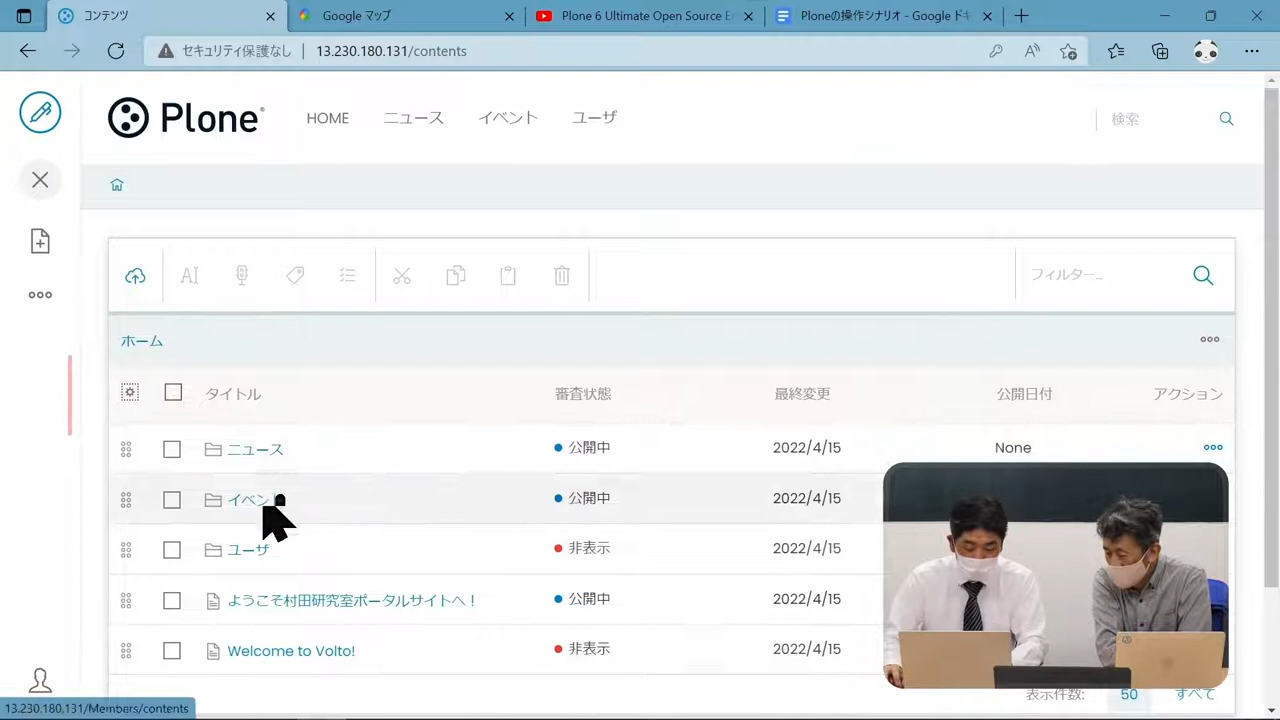 コンテンツ
Google マップ
Plone 6 Ultimate Open Source E
Ploneの操作シナリオ - Google ドキ
セキュリティ保護なし
13.230.180.131/contents
Plone
HOME
ニュース
イベント
ユーザ
検索
フィルター...
ホーム
タイトル
審査状態
最終変更
公開日付
アクション
ニュース
公開中
2022/4/15
None
イベン
公開中
2022/4/15
ユーザ
非表示
2022/4/15
ようこそ村田研究室ポータルサイトへ!
公開中
2022/4/15
Welcome to Volto!
非表示
2022/4/15
表示件数:
50
すべて
13.230.180.131/Members/contents